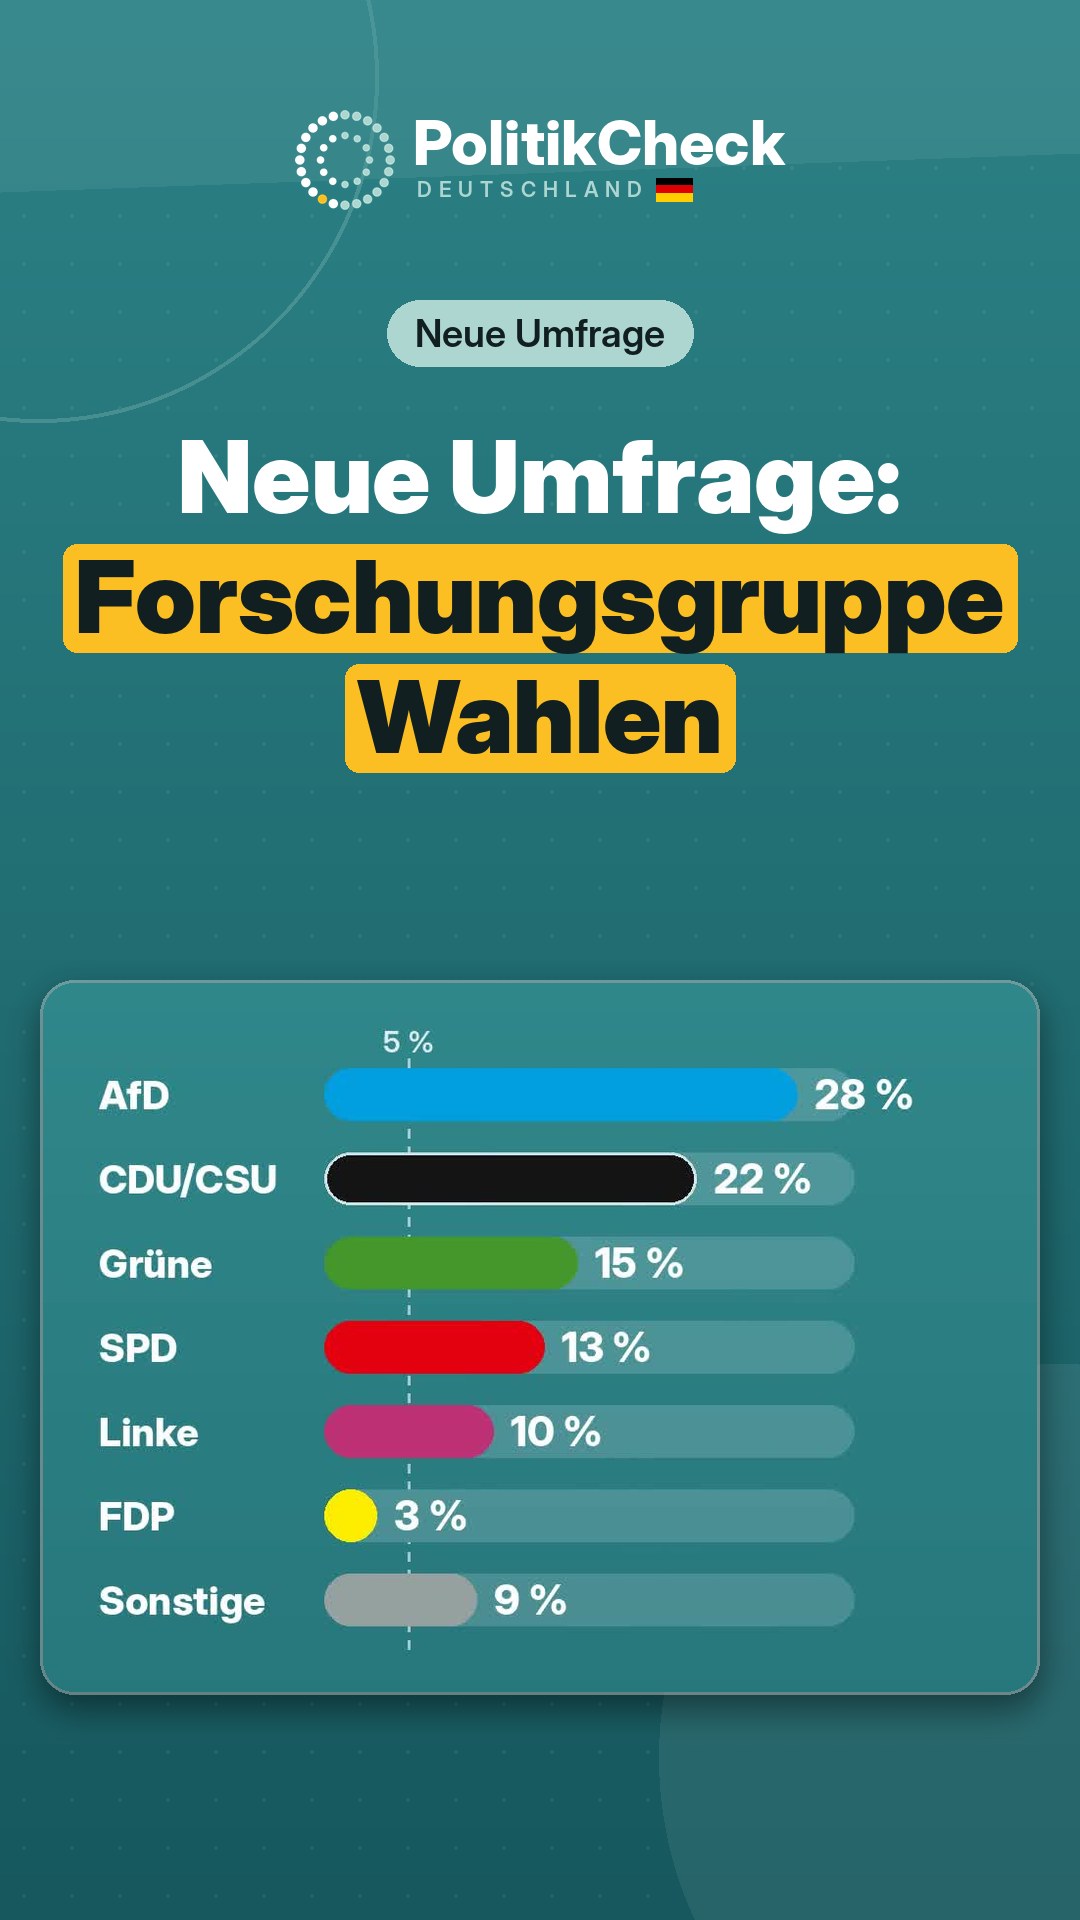 PolitikCheck
DEUTSCHLAND
Neue Umfrage
Neue Umfrage:
Forschungsgruppe
Wahlen
5 %
AfD 28 %
CDU/CSU 22 %
Grüne 15 %
SPD 13 %
Linke 10 %
FDP 3 %
Sonstige 9 %